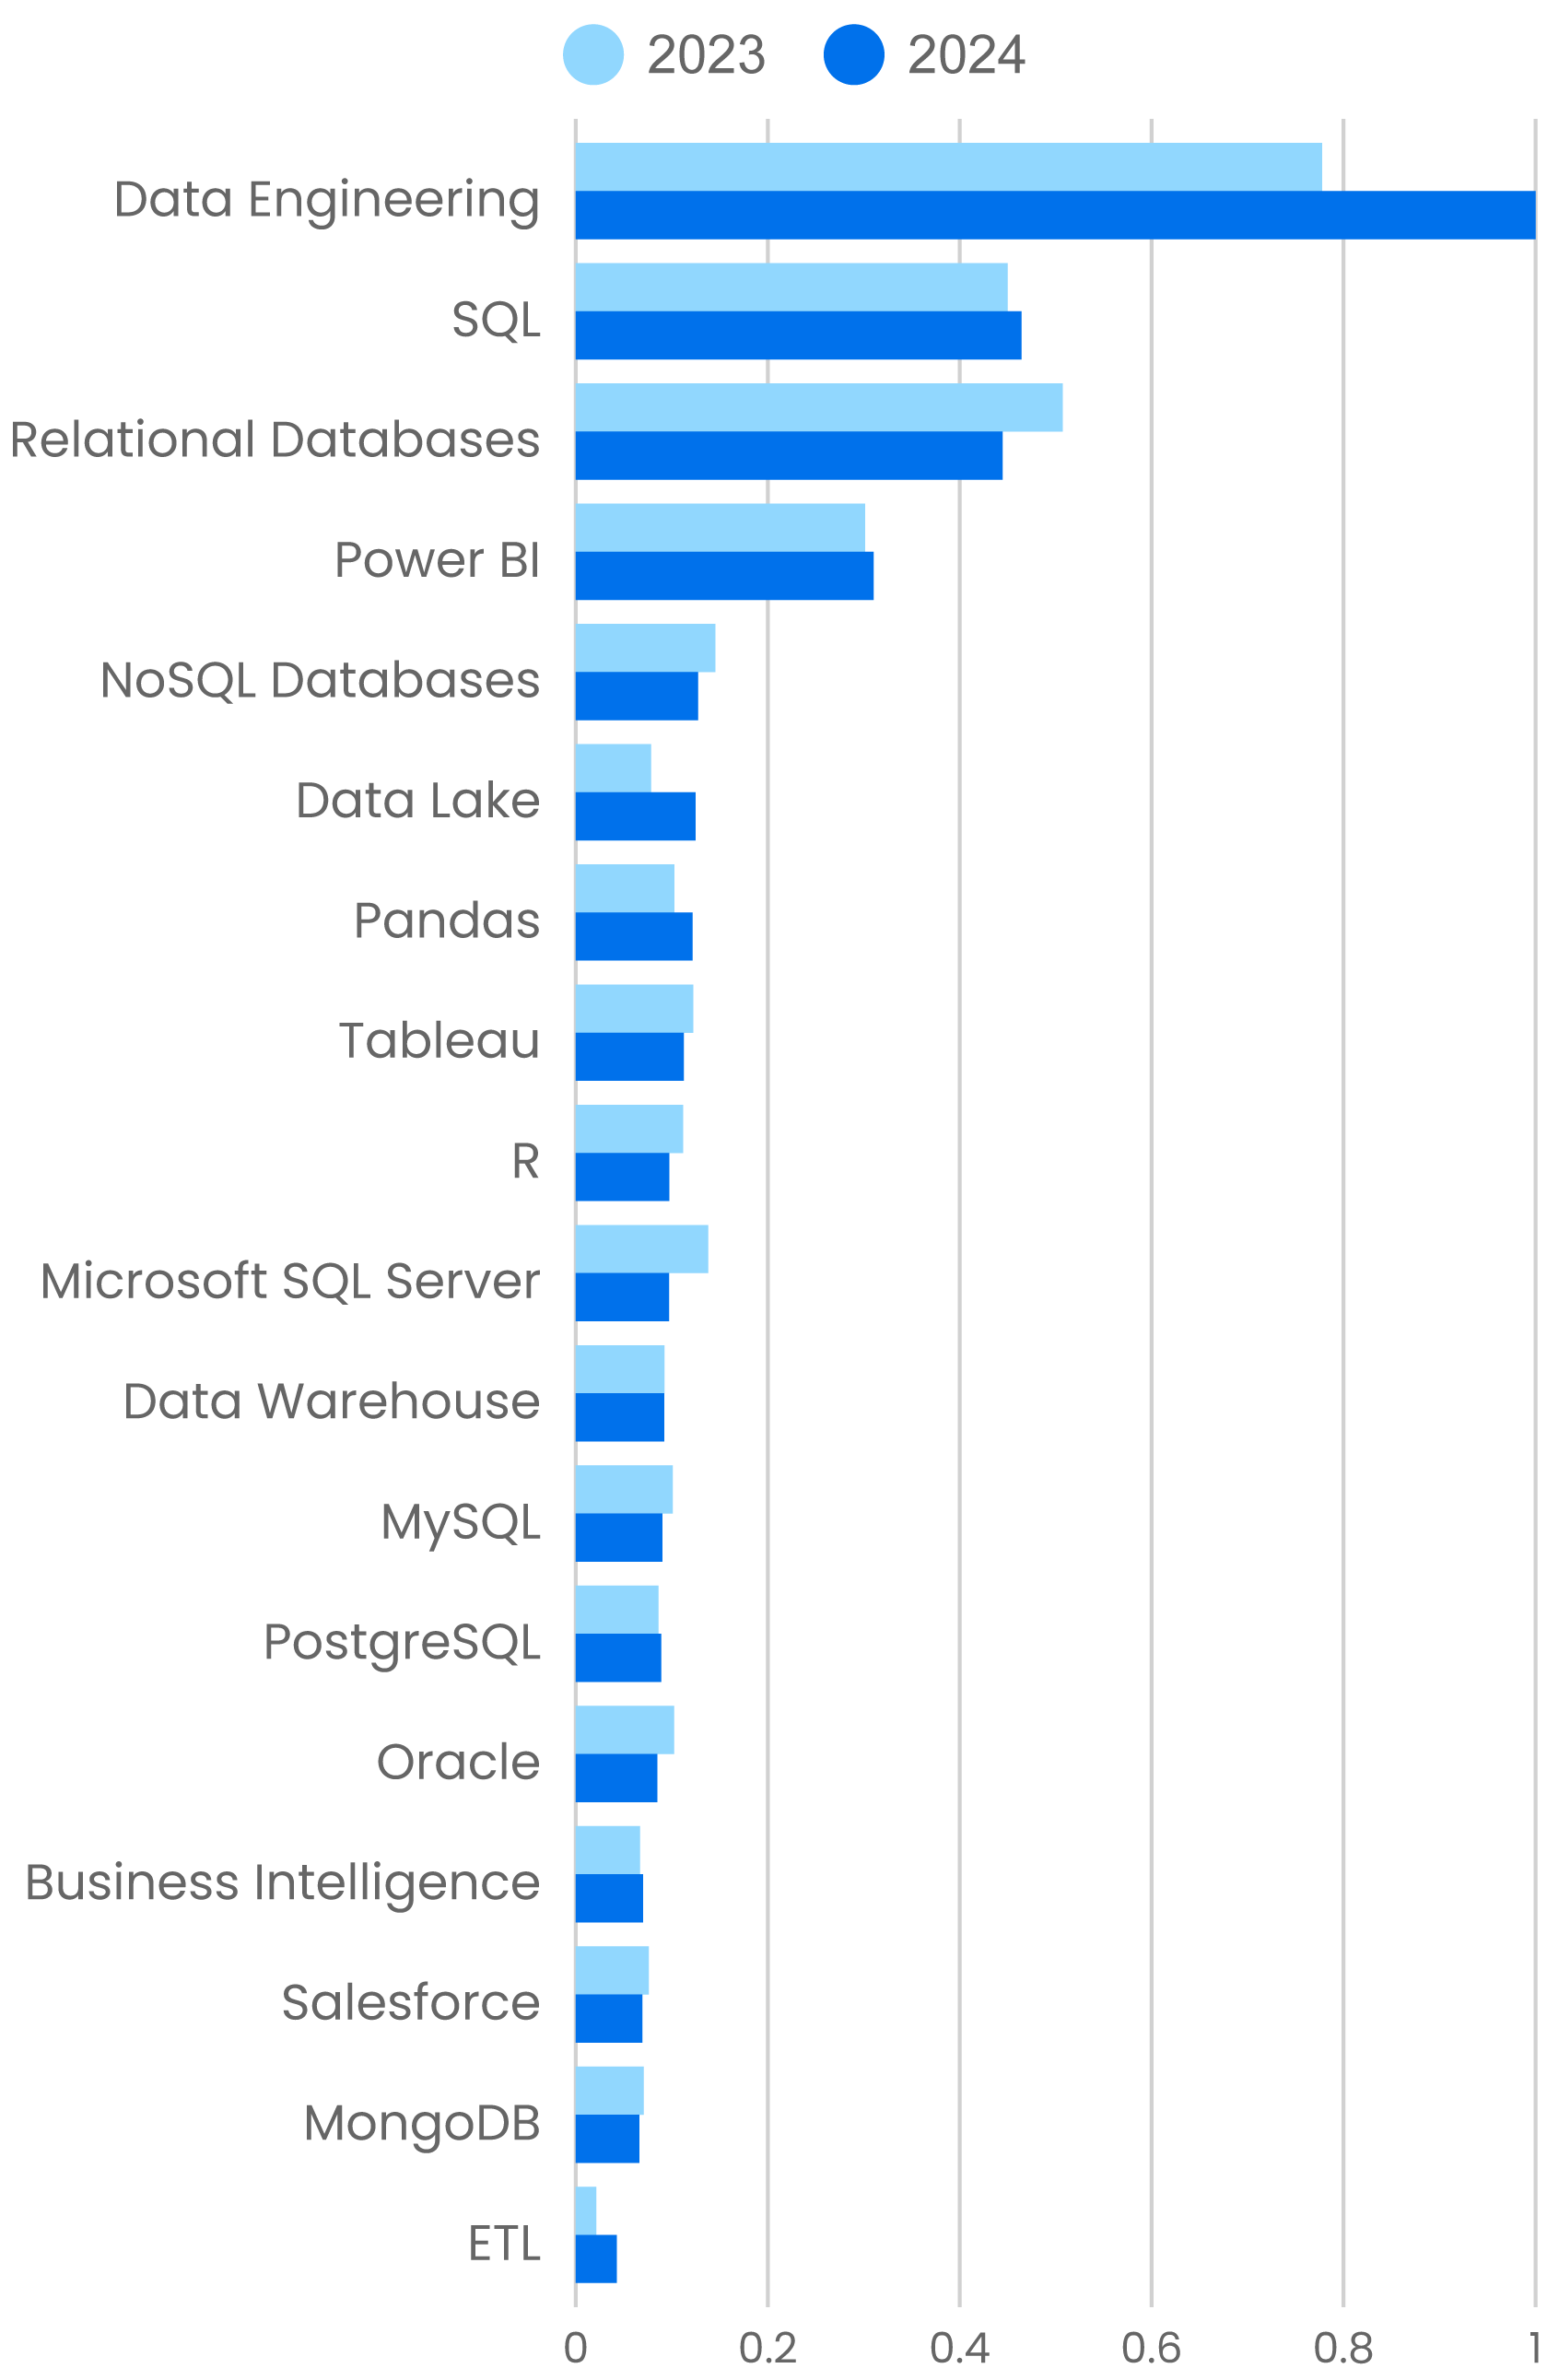 2023 2024
Data Engineering
SQL
Relational Databases
Power BI
NoSQL Databases
Data Lake
Pandas
Tableau
R
Microsoft SQL Server
Data Warehouse
MySQL
PostgreSQL
Oracle
Business Intelligence
Salesforce
MongoDB
ETL
0 0.2 0.4 0.6 0.8 1